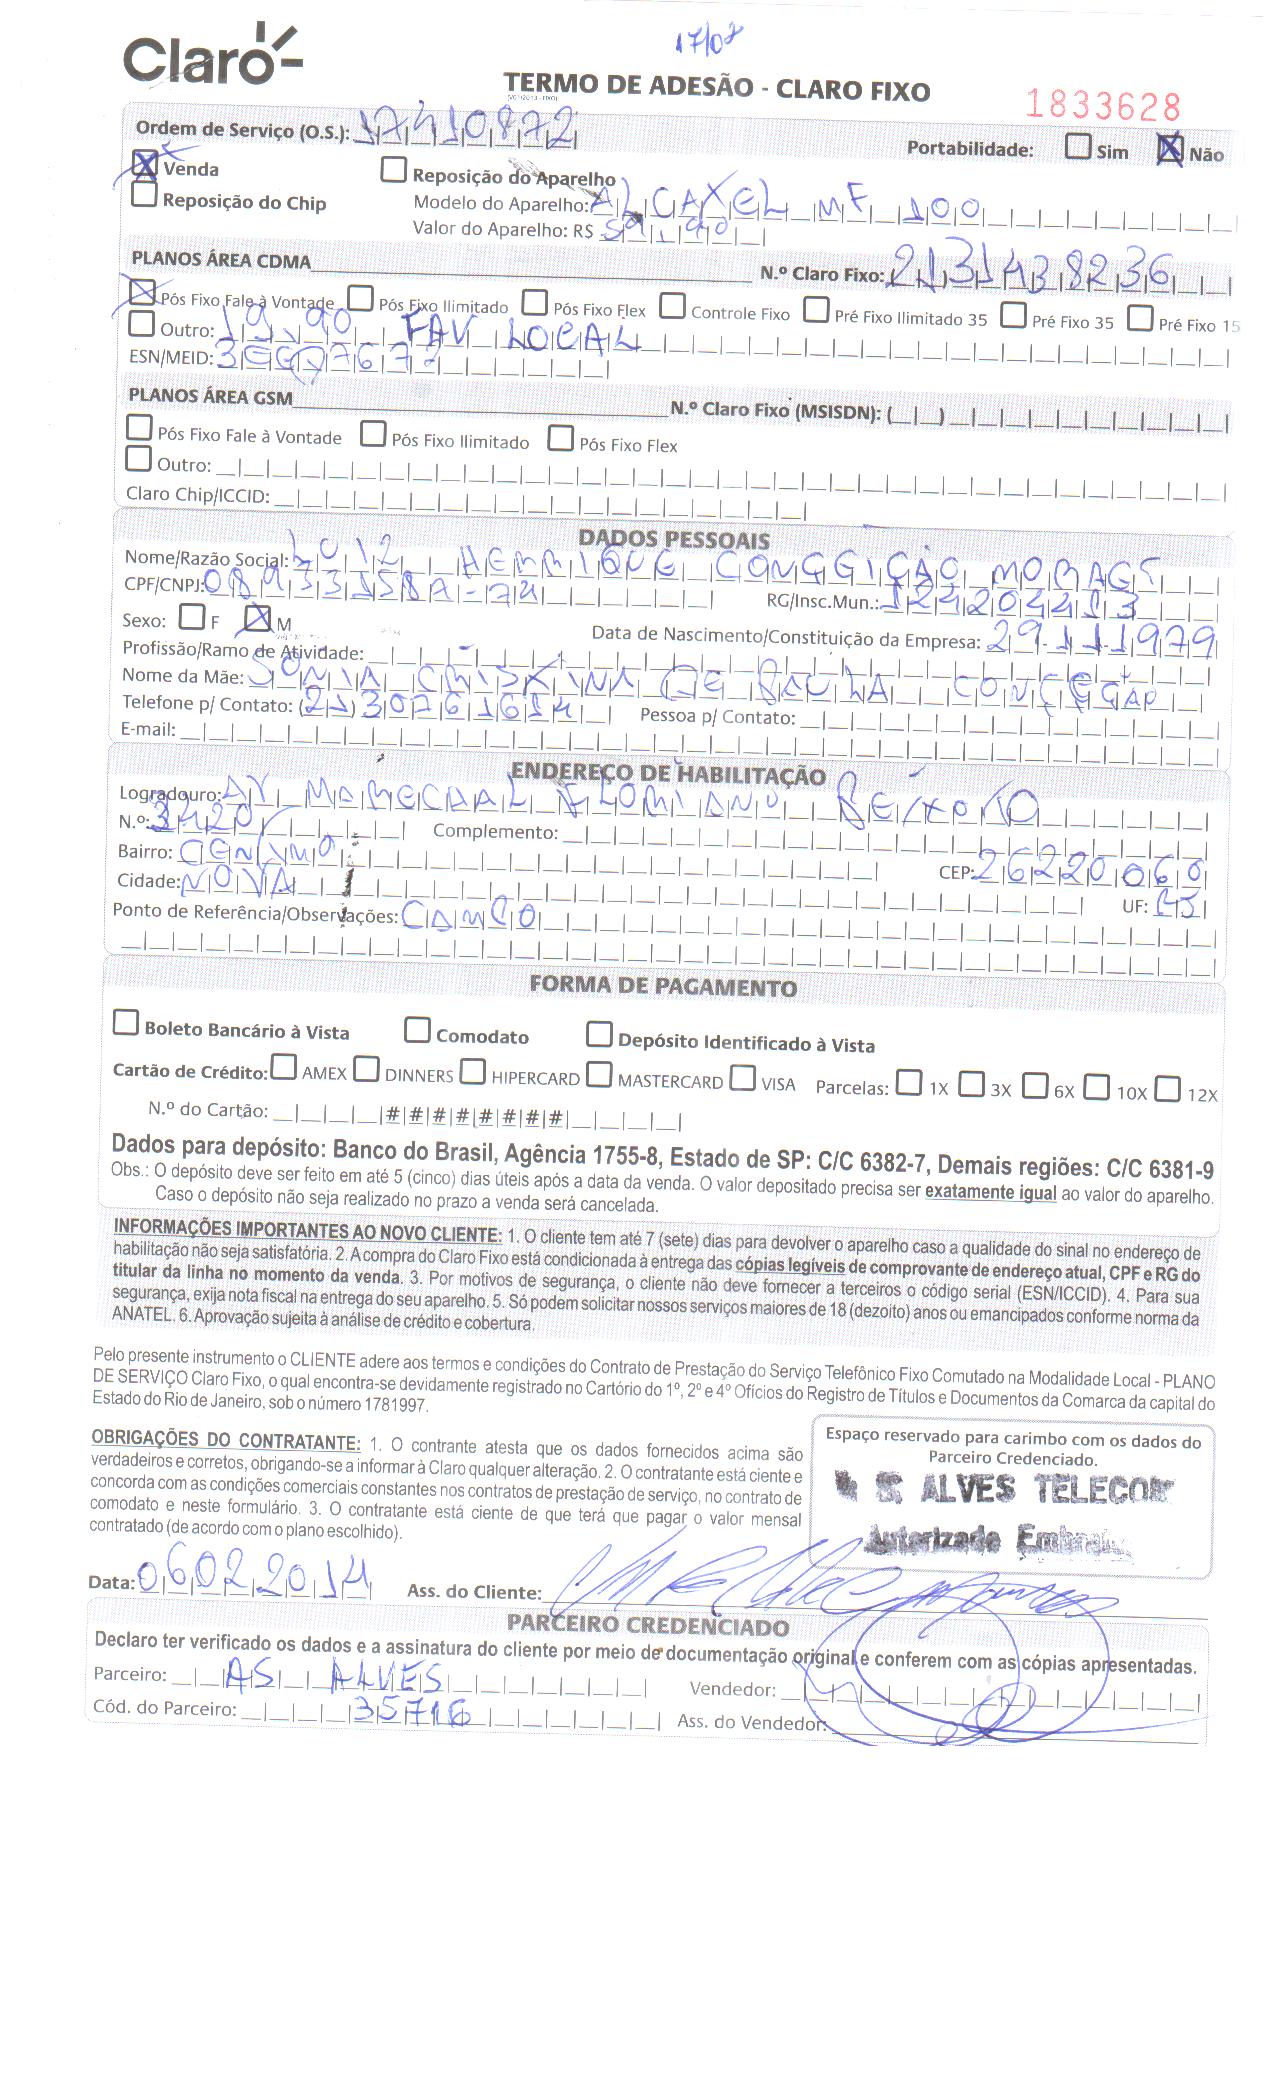 17/02
Claro
TERMO DE ADESÃO - CLARO FIXO
1833628
Ordem de Serviço (O.S.): 17410872 Portabilidade: Sim Não
Venda Reposição do Aparelho
Reposição do Chip Modelo do Aparelho: ALCAXEL MF 100
Valor do Aparelho: R$ 59,90
PLANOS ÁREA CDMA N.º Claro Fixo: (21)31438236
Pós Fixo Fale à Vontade Pós Fixo Ilimitado Pós Fixo Flex Controle Fixo Pré Fixo Ilimitado 35 Pré Fixo 35 Pré Fixo 15
Outro: 19,90 FAV LOCAL
ESN/MEID:
PLANOS ÁREA GSM N.º Claro Fixo (MSISDN): ( )
Pós Fixo Fale à Vontade Pós Fixo Ilimitado Pós Fixo Flex
Outro:
Claro Chip/ICCID:
DADOS PESSOAIS
Nome/Razão Social: LUIZ HENRIQUE CONCEIÇÃO MORAES
CPF/CNPJ: RG/Insc.Mun.:
Sexo: F M Data de Nascimento/Constituição da Empresa: 29.11.1979
Profissão/Ramo de Atividade:
Nome da Mãe: SONIA CRISTINA DE PAULA CONCEÇÃO
Telefone p/ Contato: (21) 30761614 Pessoa p/ Contato:
E-mail:
ENDEREÇO DE HABILITAÇÃO
Logradouro: AV MARECHAL FLORIANO PEIXOTO
N.º: 3420 Complemento:
Bairro: CENTRO CEP: 26220 060
Cidade: NOVA I UF: RJ
Ponto de Referência/Observações: CAMCO
FORMA DE PAGAMENTO
Boleto Bancário à Vista Comodato Depósito Identificado à Vista
Cartão de Crédito: AMEX DINNERS HIPERCARD MASTERCARD VISA Parcelas: 1X 3X 6X 10X 12X
N.º do Cartão: # # # # # # # #
Dados para depósito: Banco do Brasil, Agência 1755-8, Estado de SP: C/C 6382-7, Demais regiões: C/C 6381-9
Obs.: O depósito deve ser feito em até 5 (cinco) dias úteis após a data da venda. O valor depositado precisa ser exatamente igual ao valor do aparelho.
Caso o depósito não seja realizado no prazo a venda será cancelada.
INFORMAÇÕES IMPORTANTES AO NOVO CLIENTE: 1. O cliente tem até 7 (sete) dias para devolver o aparelho caso a qualidade do sinal no endereço de
habilitação não seja satisfatória. 2. A compra do Claro Fixo está condicionada à entrega das cópias legíveis de comprovante de endereço atual, CPF e RG do
titular da linha no momento da venda. 3. Por motivos de segurança, o cliente não deve fornecer a terceiros o código serial (ESN/ICCID). 4. Para sua
segurança, exija nota fiscal na entrega do seu aparelho. 5. Só podem solicitar nossos serviços maiores de 18 (dezoito) anos ou emancipados conforme norma da
ANATEL. 6. Aprovação sujeita à análise de crédito e cobertura.
Pelo presente instrumento o CLIENTE adere aos termos e condições do Contrato de Prestação do Serviço Telefônico Fixo Comutado na Modalidade Local - PLANO
DE SERVIÇO Claro Fixo, o qual encontra-se devidamente registrado no Cartório do 1º, 2º e 4º Ofícios do Registro de Títulos e Documentos da Comarca da capital do
Estado do Rio de Janeiro, sob o número 1781997.
OBRIGAÇÕES DO CONTRATANTE: 1. O contrante atesta que os dados fornecidos acima são
verdadeiros e corretos, obrigando-se a informar à Claro qualquer alteração. 2. O contratante está ciente e
concorda com as condições comerciais constantes nos contratos de prestação de serviço, no contrato de
comodato e neste formulário. 3. O contratante está ciente de que terá que pagar o valor mensal
contratado (de acordo com o plano escolhido).
Espaço reservado para carimbo com os dados do
Parceiro Credenciado.
S ALVES TELECOM
Autorizado
Data: 06022014 Ass. do Cliente:
PARCEIRO CREDENCIADO
Declaro ter verificado os dados e a assinatura do cliente por meio de documentação original e conferem com as cópias apresentadas.
Parceiro: AS ALVES Vendedor:
Cód. do Parceiro: 35716 Ass. do Vendedor: